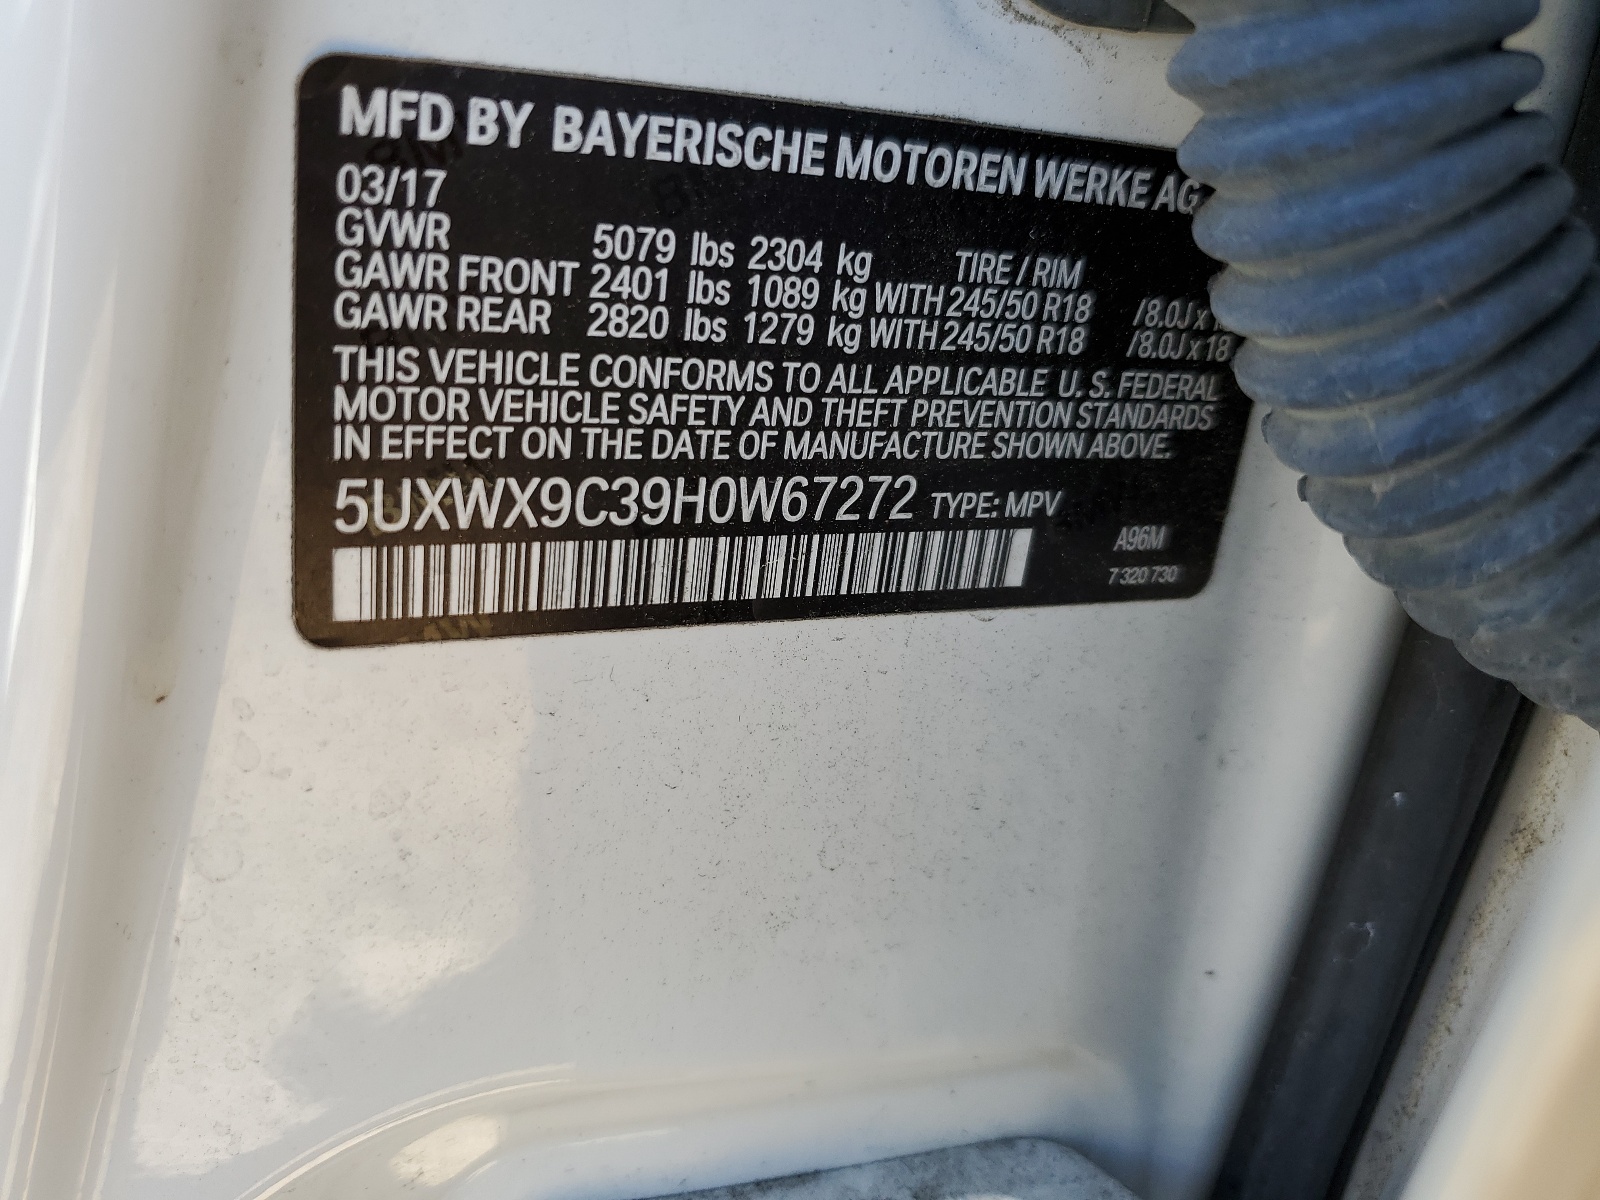 MFD BY BAYERISCHE MOTOREN WERKE AG
03/17
GVWR 5079 lbs 2304 kg TIRE / RIM
GAWR FRONT 2401 lbs 1089 kg WITH 245/50 R18 /8.0J x
GAWR REAR 2820 lbs 1279 kg WITH 245/50 R18 /8.0J x 18
THIS VEHICLE CONFORMS TO ALL APPLICABLE U. S. FEDERAL
MOTOR VEHICLE SAFETY AND THEFT PREVENTION STANDARDS
IN EFFECT ON THE DATE OF MANUFACTURE SHOWN ABOVE.
5UXWX9C39H0W67272 TYPE: MPV
A96M
7 320 730